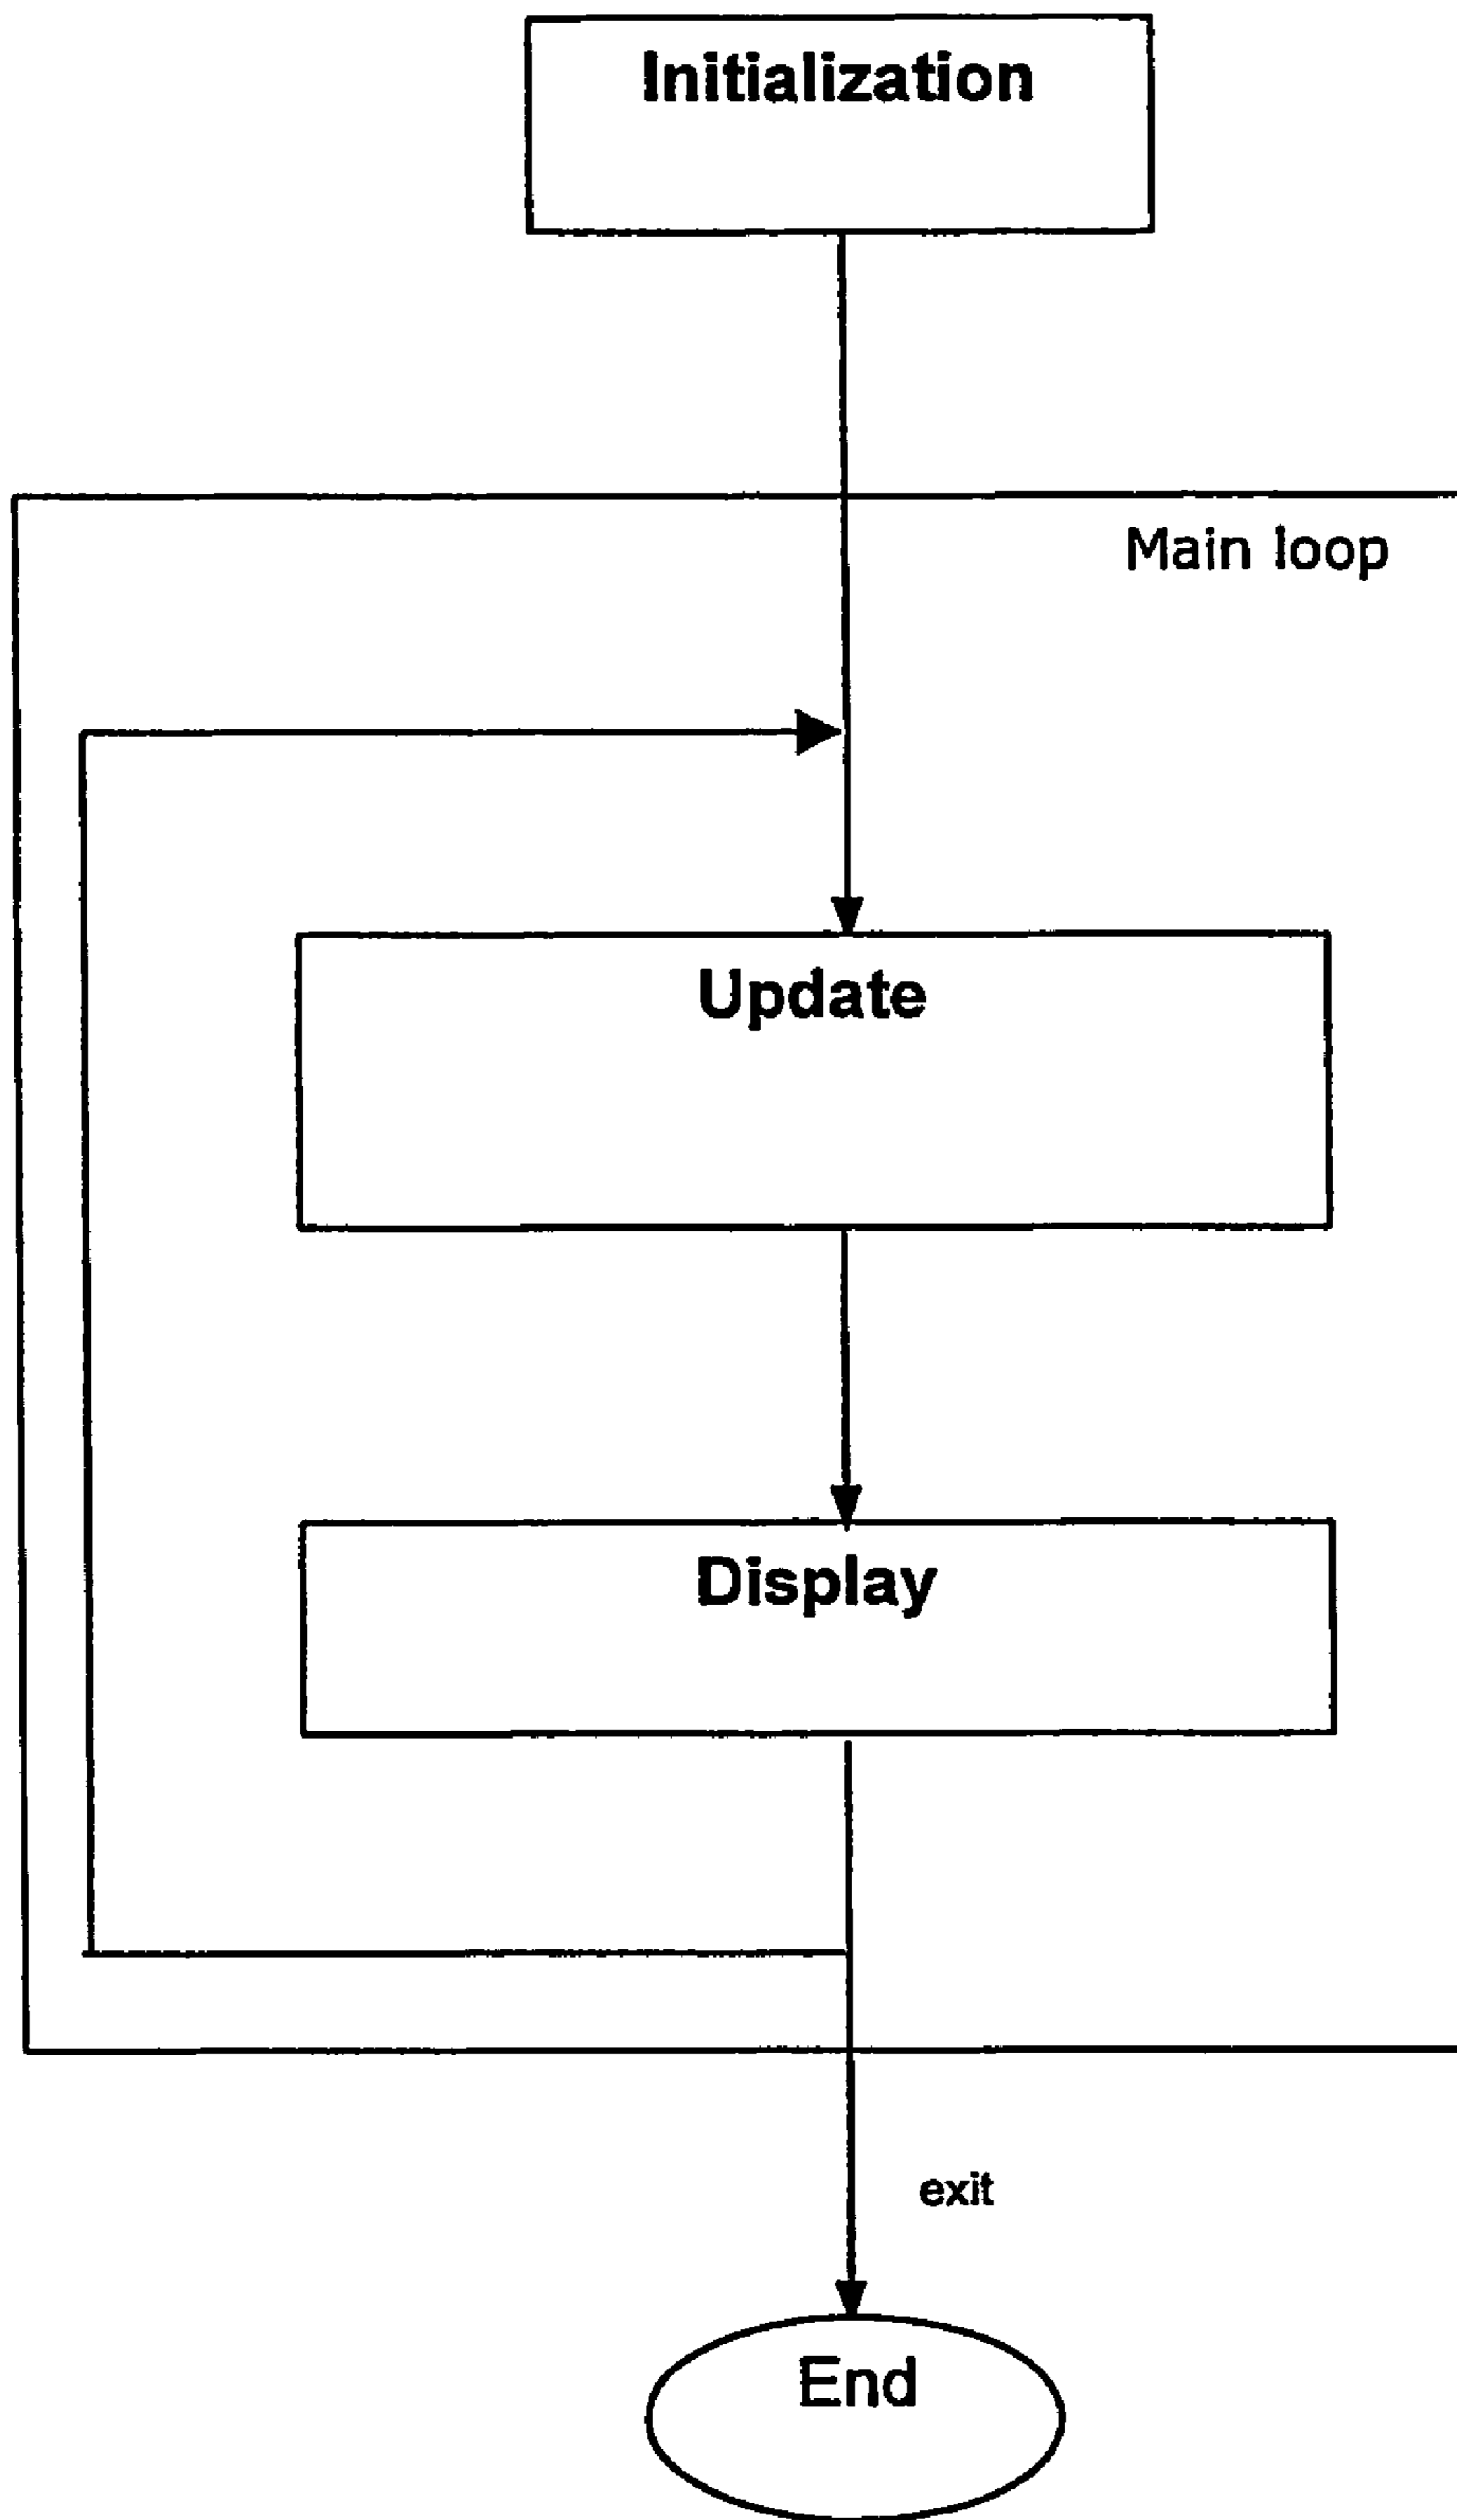 Initialization
Main loop
Update
Display
exit
End